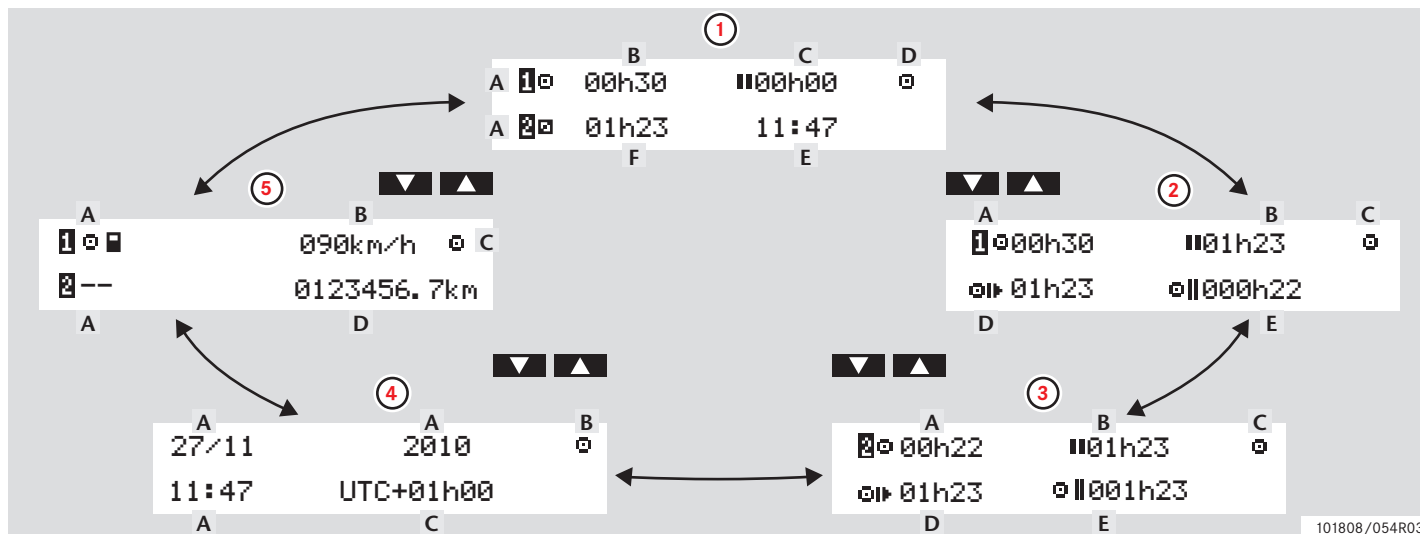 1
B C D
A 1 00h30 00h00
A 2 01h23 11:47
F E
5
A B
1 090km/h C
2-- 0123456.7km
A D
2
A B C
1 00h30 01h23
01h23 000h22
D E
4
A A B
27/11 2010
11:47 UTC+01h00
A C
3
A B C
2 00h22 01h23
01h23 001h23
D E
101808/054R03